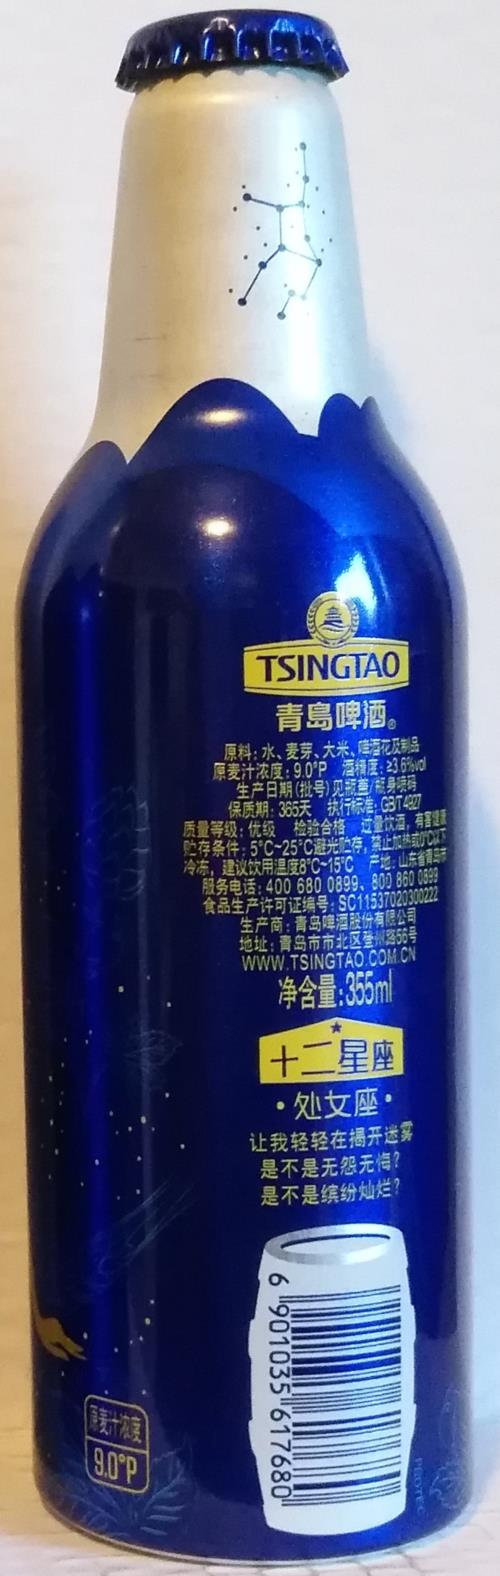 TSINGTAO
青島啤酒®
原料：水、麦芽、大米、啤酒花及制品
原麦汁浓度：9.0°P 酒精度：≥3.6%vol
生产日期(批号)见瓶盖/瓶身喷码
保质期：365天 执行标准：GB/T 4927
质量等级：优级 检验合格 过量饮酒，有害健康
贮存条件：5°C~25°C避光贮存，禁止加热或0°C以下
冷冻，建议饮用温度8°C~15°C 产地：山东省青岛市
服务电话：400 680 0899、800 860 0899
食品生产许可证编号：SC11537020300222
生产商：青岛啤酒股份有限公司
地址：青岛市市北区登州路56号
WWW.TSINGTAO.COM.CN
净含量：355ml
十二星座
·处女座·
让我轻轻在揭开迷雾
是不是无怨无悔？
是不是缤纷灿烂？
6 901035 617680
原麦汁浓度
9.0°P